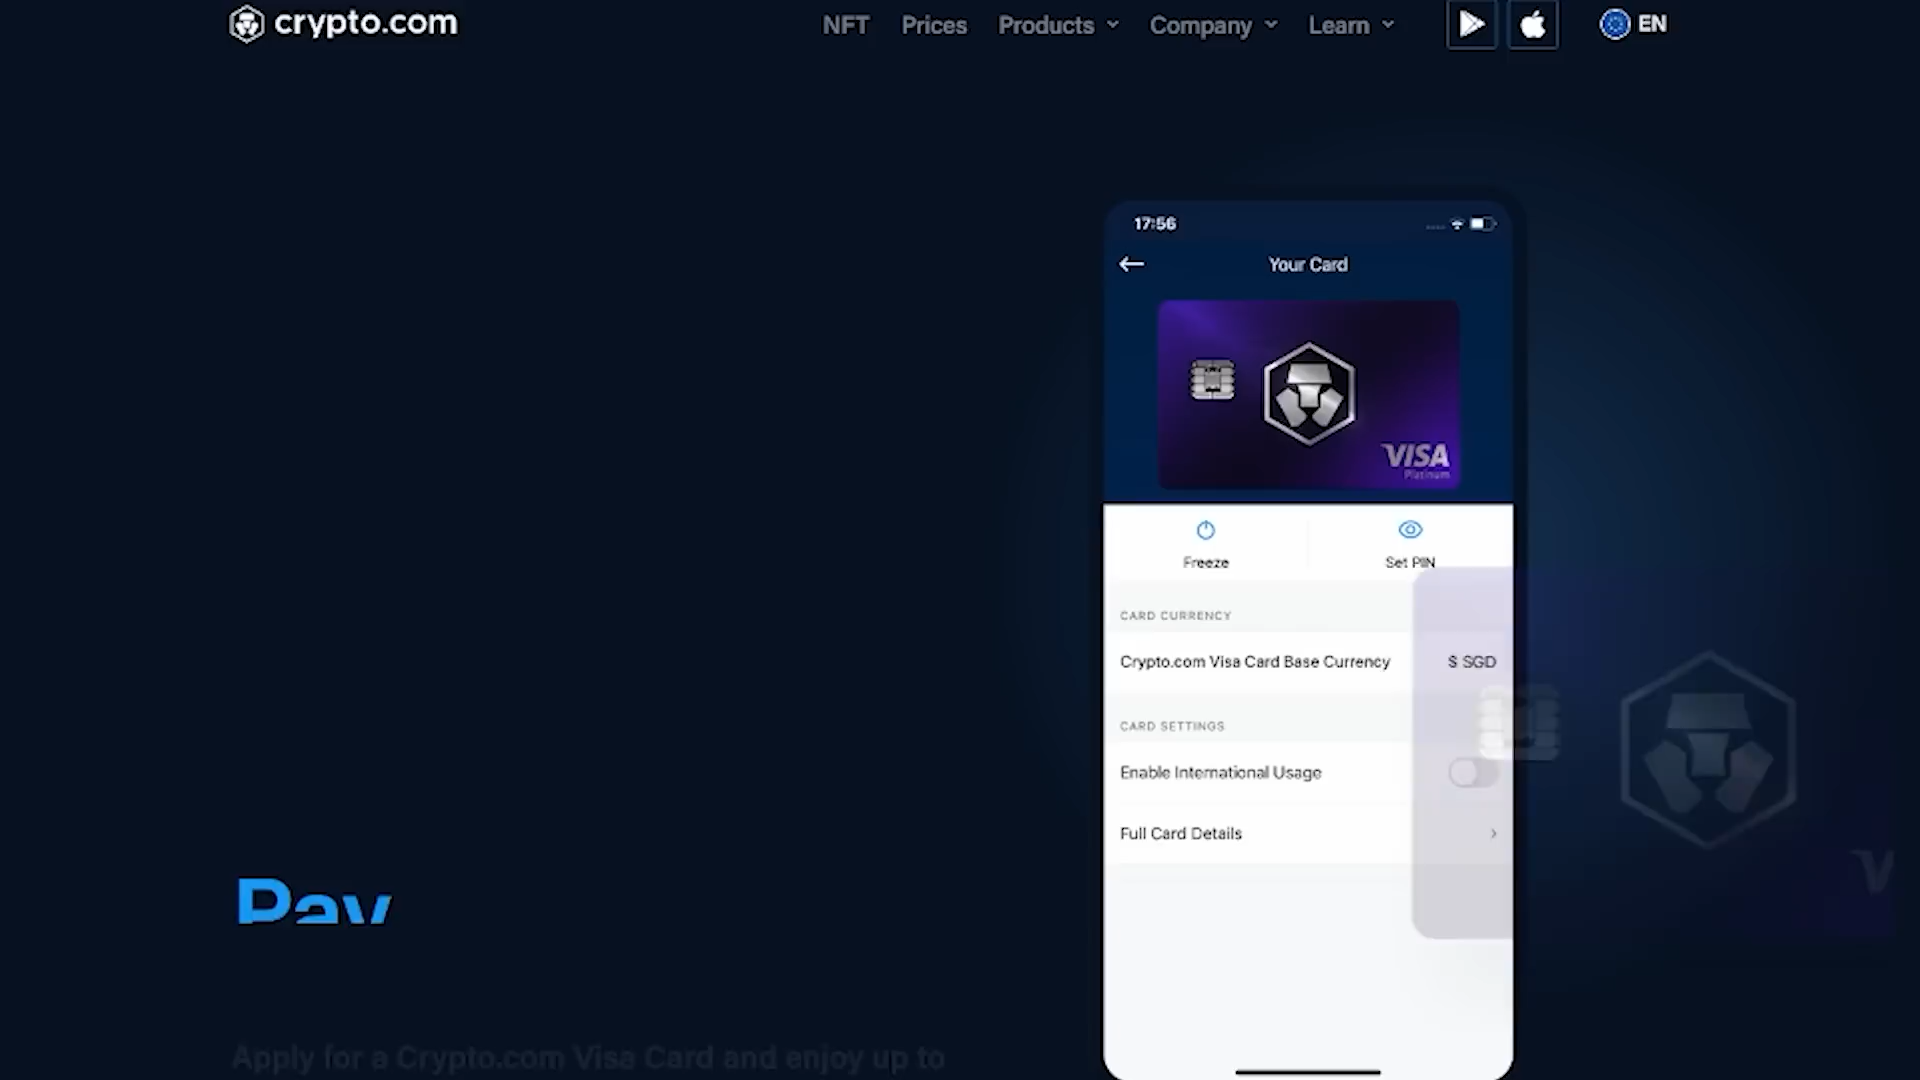 crypto.com
NFT Prices Products Company Learn EN
17:56
Your Card
VISA
Platinum
Freeze Set PIN
CARD CURRENCY
Crypto.com Visa Card Base Currency $ SGD
CARD SETTINGS
Enable International Usage
Full Card Details
V
Pay
Apply for a Crypto.com Visa Card and enjoy up to